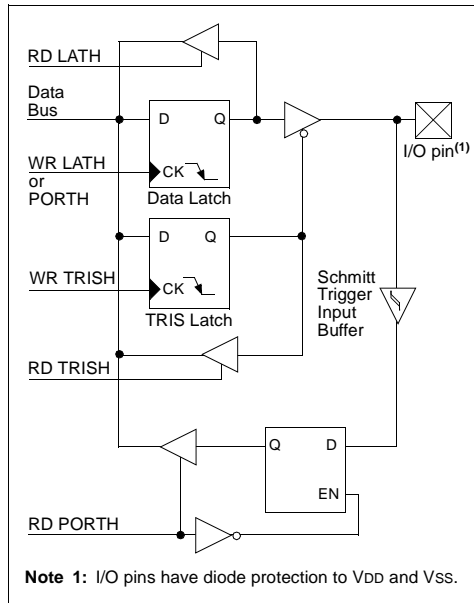 RD LATH
Data
Bus
D Q
I/O pin(1)
WR LATH
or
PORTH
CK
Data Latch
D Q
WR TRISH
CK
TRIS Latch
Schmitt
Trigger
Input
Buffer
RD TRISH
Q D
EN
RD PORTH
Note 1: I/O pins have diode protection to VDD and VSS.